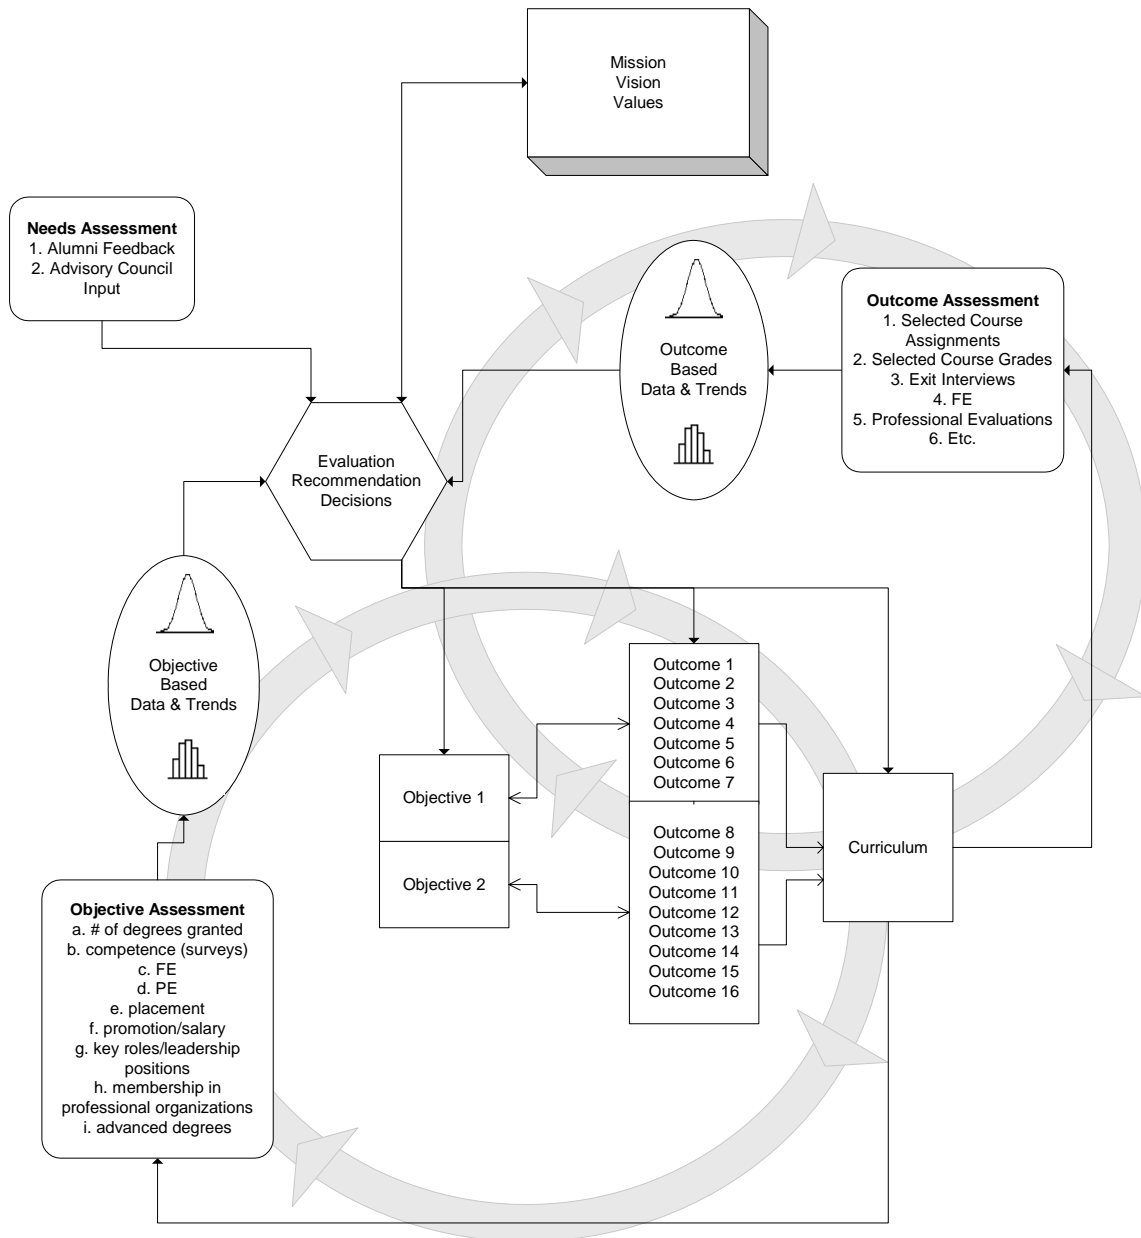 Mission
Vision
Values
Needs Assessment
1. Alumni Feedback
2. Advisory Council
Input
Outcome Assessment
1. Selected Course
Assignments
2. Selected Course Grades
3. Exit Interviews
4. FE
5. Professional Evaluations
6. Etc.
Outcome
Based
Data & Trends
Evaluation
Recommendation
Decisions
Objective
Based
Data & Trends
Outcome 1
Outcome 2
Outcome 3
Outcome 4
Outcome 5
Outcome 6
Outcome 7
Objective 1
Objective 2
Outcome 8
Outcome 9
Outcome 10
Outcome 11
Outcome 12
Outcome 13
Outcome 14
Outcome 15
Outcome 16
Curriculum
Objective Assessment
a. # of degrees granted
b. competence (surveys)
c. FE
d. PE
e. placement
f. promotion/salary
g. key roles/leadership
positions
h. membership in
professional organizations
i. advanced degrees